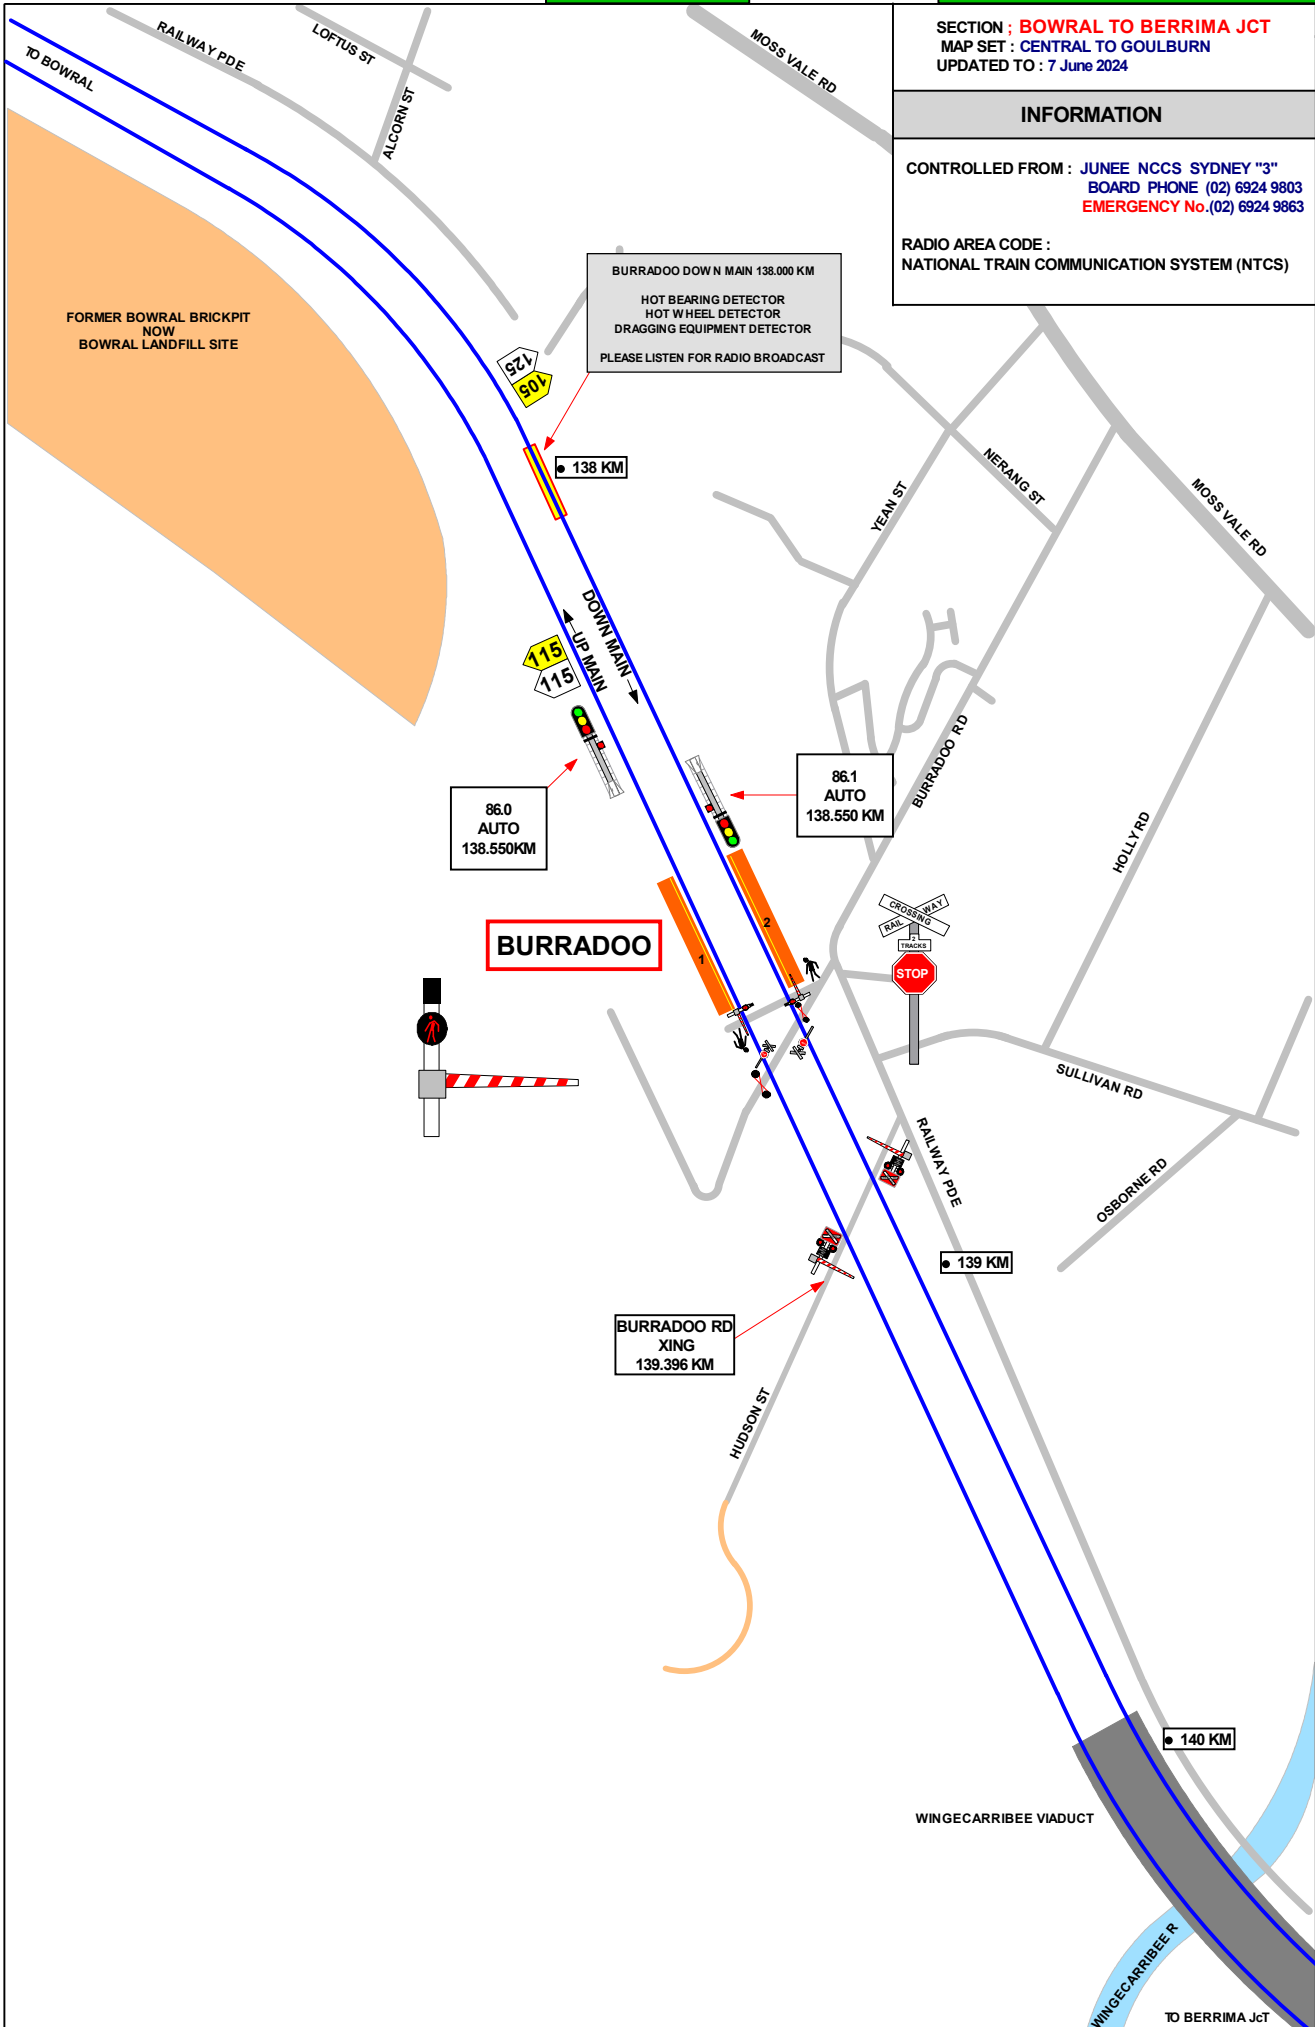 SECTION ; BOWRAL TO BERRIMA JCT
MAP SET : CENTRAL TO GOULBURN
UPDATED TO : 7 June 2024
INFORMATION
CONTROLLED FROM : JUNEE NCCS SYDNEY "3"
BOARD PHONE (02) 6924 9803
EMERGENCY No.(02) 6924 9863
RADIO AREA CODE :
NATIONAL TRAIN COMMUNICATION SYSTEM (NTCS)
TO BOWRAL
RAILWAY PDE
LOFTUS ST
ALCORN ST
MOSS VALE RD
FORMER BOWRAL BRICKPIT
NOW
BOWRAL LANDFILL SITE
BURRADOO DOWN MAIN 138.000 KM
HOT BEARING DETECTOR
HOT WHEEL DETECTOR
DRAGGING EQUIPMENT DETECTOR
PLEASE LISTEN FOR RADIO BROADCAST
125
105
138 KM
YEAN ST
NERANG ST
MOSS VALE RD
DOWN MAIN
UP MAIN
115
115
BURRADOO RD
86.0
AUTO
138.550KM
86.1
AUTO
138.550 KM
HOLLY RD
BURRADOO
1
2
CROSSING
RAIL WAY
2
TRACKS
STOP
SULLIVAN RD
RAILWAY PDE
OSBORNE RD
139 KM
BURRADOO RD
XING
139.396 KM
HUDSON ST
140 KM
WINGECARRIBEE VIADUCT
WINGECARRIBEE R
TO BERRIMA JcT